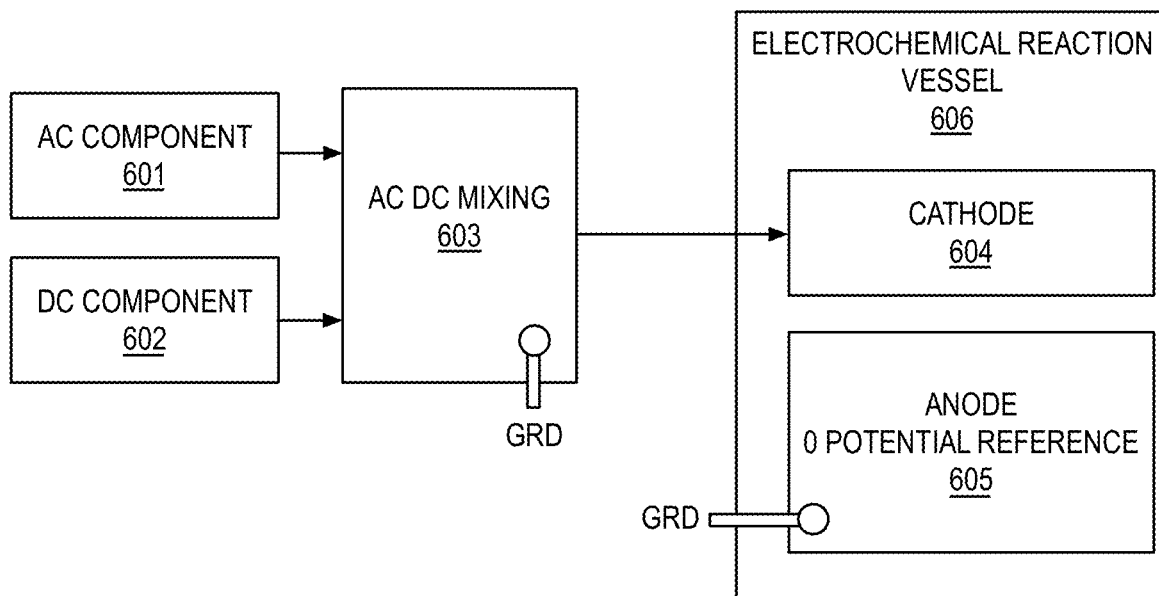 AC COMPONENT
601
DC COMPONENT
602
AC DC MIXING
603
GRD
ELECTROCHEMICAL REACTION
VESSEL
606
CATHODE
604
ANODE
0 POTENTIAL REFERENCE
605
GRD